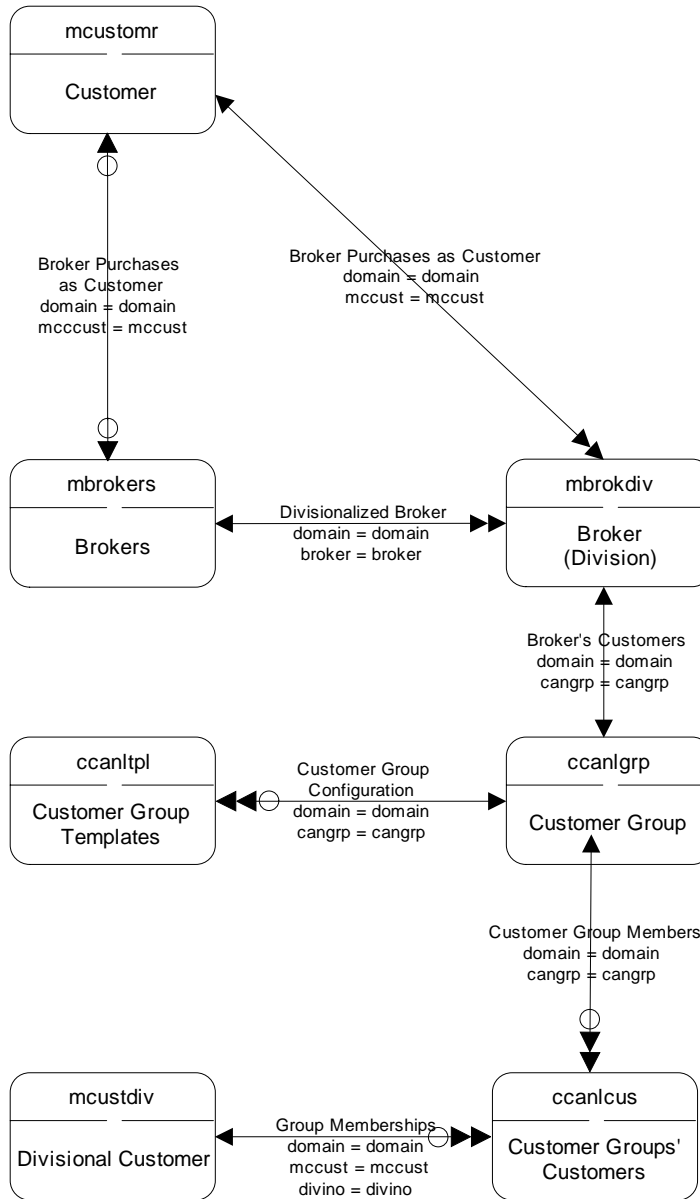 mcustomr
Customer
Broker Purchases
as Customer
domain = domain
mcccust = mccust
Broker Purchases as Customer
domain = domain
mccust = mccust
mbrokers
Brokers
Divisionalized Broker
domain = domain
broker = broker
mbrokdiv
Broker
(Division)
Broker's Customers
domain = domain
cangrp = cangrp
ccanltpl
Customer Group
Templates
Customer Group
Configuration
domain = domain
cangrp = cangrp
ccanlgrp
Customer Group
Customer Group Members
domain = domain
cangrp = cangrp
mcustdiv
Divisional Customer
Group Memberships
domain = domain
mccust = mccust
divino = divino
ccanlcus
Customer Groups'
Customers